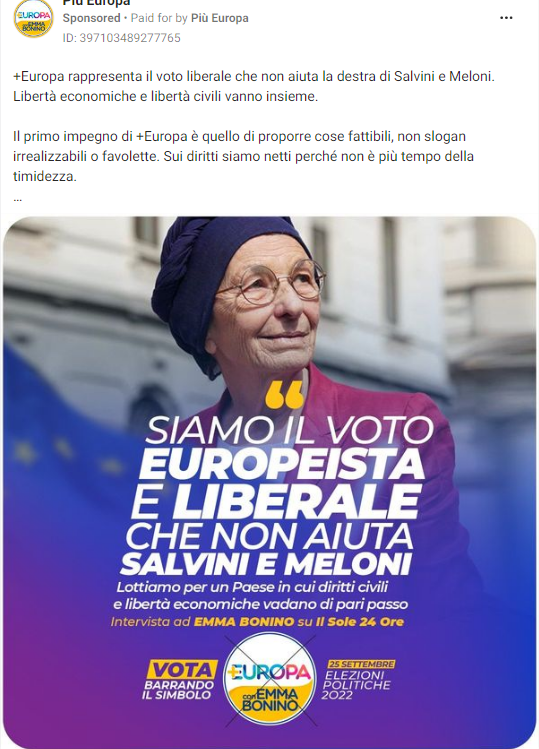 Più Europa
Sponsored • Paid for by Più Europa
ID: 397103489277765
+Europa rappresenta il voto liberale che non aiuta la destra di Salvini e Meloni.
Libertà economiche e libertà civili vanno insieme.
Il primo impegno di +Europa è quello di proporre cose fattibili, non slogan
irrealizzabili o favolette. Sui diritti siamo netti perché non è più tempo della
timidezza.
...
+EUROPA
con EMMA
BONINO
“
SIAMO IL VOTO
EUROPEISTA
E LIBERALE
CHE NON AIUTA
SALVINI E MELONI
Lottiamo per un Paese in cui diritti civili
e libertà economiche vadano di pari passo
Intervista ad EMMA BONINO su Il Sole 24 Ore
VOTA
BARRANDO
IL SIMBOLO
+EUROPA
con EMMA
BONINO
25 SETTEMBRE
ELEZIONI
POLITICHE
2022